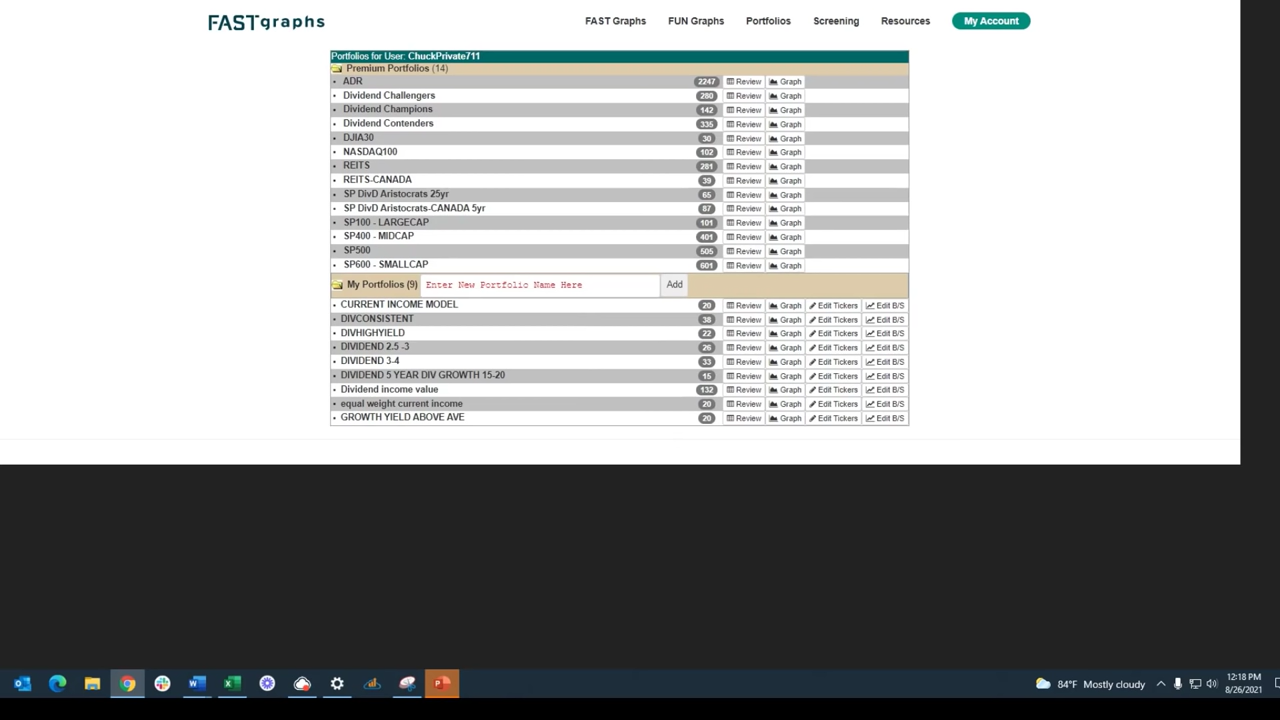 FASTgraphs
FAST Graphs FUN Graphs Portfolios Screening Resources My Account
Portfolios for User: ChuckPrivate711
Premium Portfolios (14)
ADR 2247 Review Graph
Dividend Challengers 280 Review Graph
Dividend Champions 142 Review Graph
Dividend Contenders 335 Review Graph
DJIA30 30 Review Graph
NASDAQ100 102 Review Graph
REITS 281 Review Graph
REITS-CANADA 39 Review Graph
SP DivD Aristocrats 25yr 65 Review Graph
SP DivD Aristocrats-CANADA 5yr 87 Review Graph
SP100 - LARGECAP 101 Review Graph
SP400 - MIDCAP 401 Review Graph
SP500 505 Review Graph
SP600 - SMALLCAP 601 Review Graph
My Portfolios (9) Enter New Portfolio Name Here Add
CURRENT INCOME MODEL 20 Review Graph Edit Tickers Edit B/S
DIVCONSISTENT 38 Review Graph Edit Tickers Edit B/S
DIVHIGHYIELD 22 Review Graph Edit Tickers Edit B/S
DIVIDEND 2.5 -3 26 Review Graph Edit Tickers Edit B/S
DIVIDEND 3-4 33 Review Graph Edit Tickers Edit B/S
DIVIDEND 5 YEAR DIV GROWTH 15-20 15 Review Graph Edit Tickers Edit B/S
Dividend income value 132 Review Graph Edit Tickers Edit B/S
equal weight current income 20 Review Graph Edit Tickers Edit B/S
GROWTH YIELD ABOVE AVE 20 Review Graph Edit Tickers Edit B/S
84°F Mostly cloudy 12:18 PM
8/26/2021